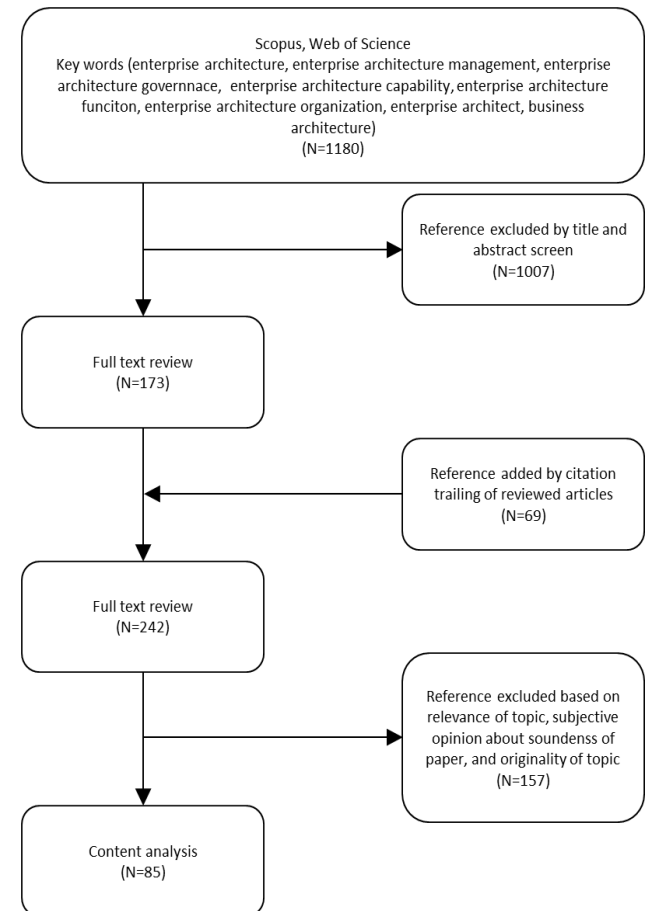 Scopus, Web of Science
Key words (enterprise architecture, enterprise architecture management, enterprise
architecture governnace, enterprise architecture capability, enterprise architecture
funciton, enterprise architecture organization, enterprise architect, business
architecture)
(N=1180)
Reference excluded by title and
abstract screen
(N=1007)
Full text review
(N=173)
Reference added by citation
trailing of reviewed articles
(N=69)
Full text review
(N=242)
Reference excluded based on
relevance of topic, subjective
opinion about soundenss of
paper, and originality of topic
(N=157)
Content analysis
(N=85)